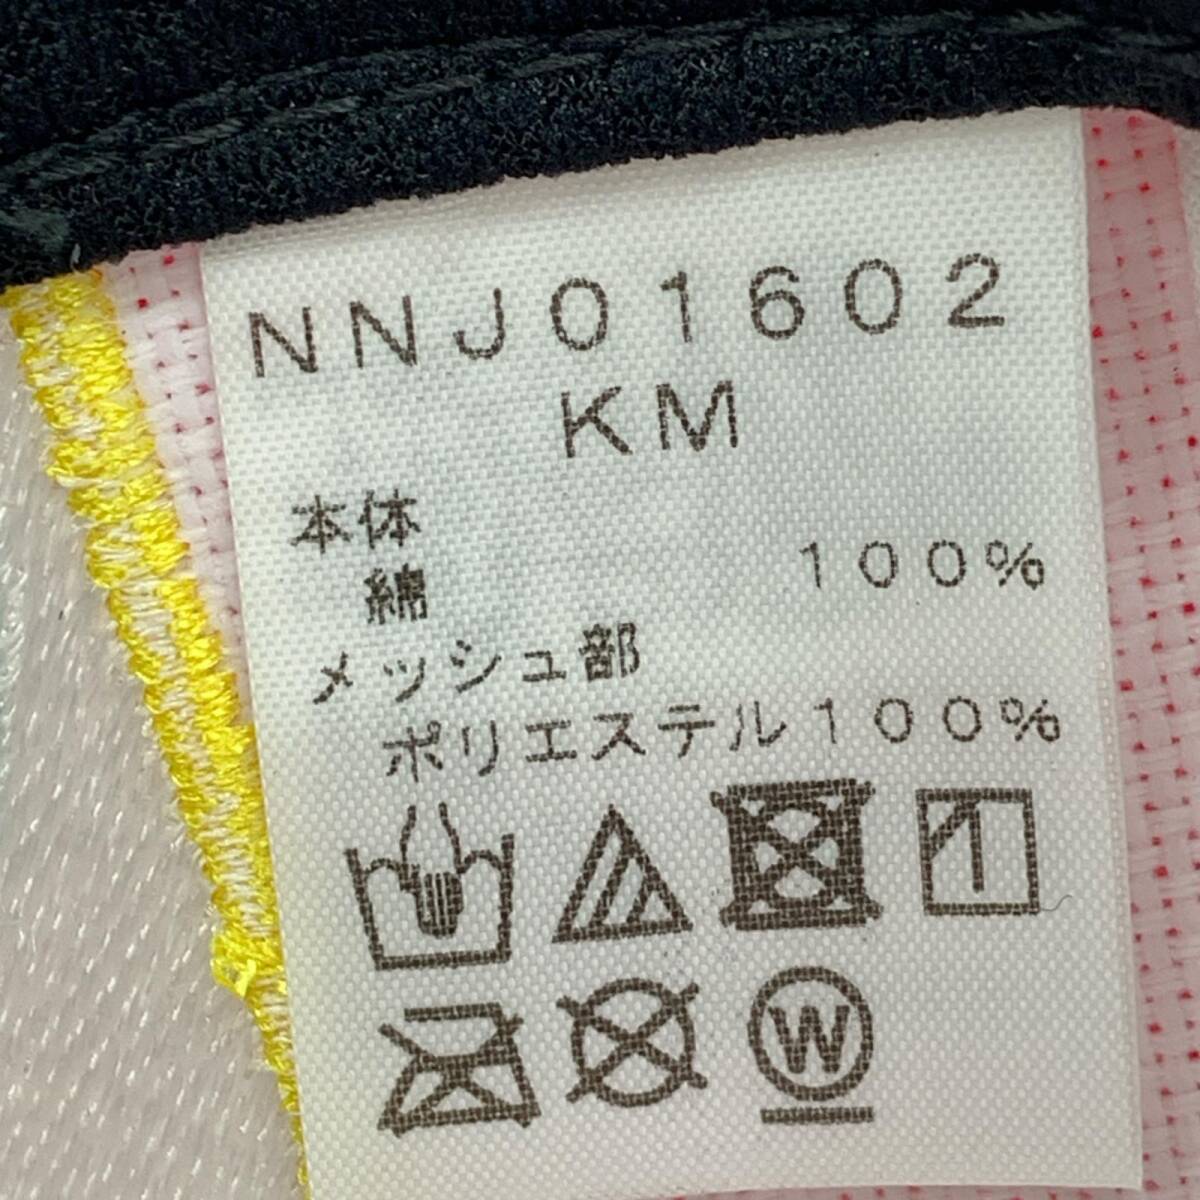 NNJ01602
KM
本体
綿 100%
メッシュ部
ポリエステル100%
W